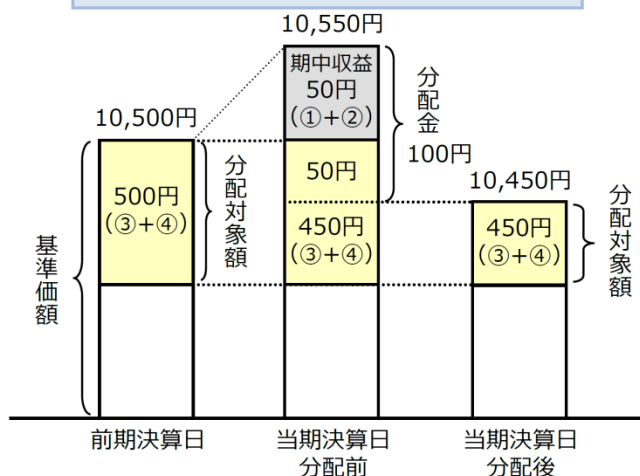 10,550円
期中収益
50円
(①+②)
分配金
100円
10,500円
500円
(③+④)
分配対象額
50円
450円
(③+④)
10,450円
450円
(③+④)
分配対象額
基準価額
前期決算日
当期決算日
分配前
当期決算日
分配後